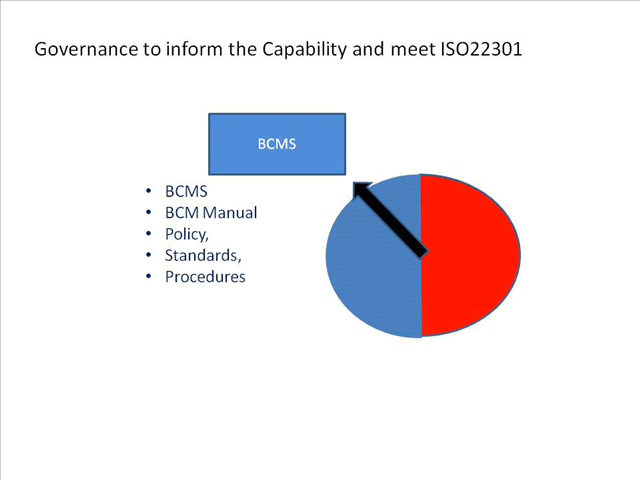 Governance to inform the Capability and meet ISO22301
BCMS
• BCMS
• BCM Manual
• Policy,
• Standards,
• Procedures